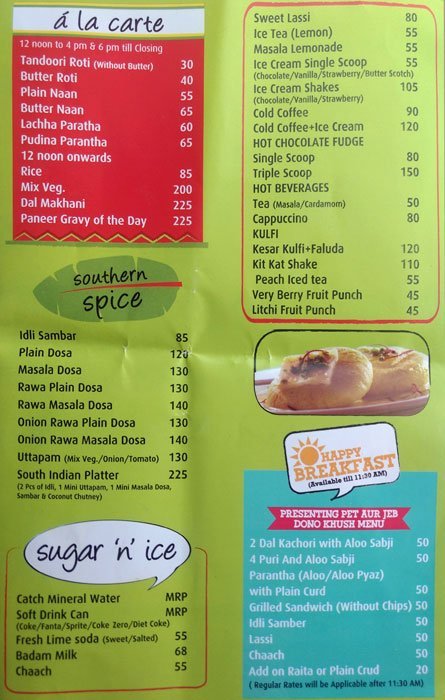 á la carte
12 noon to 4 pm & 6 pm till Closing
Tandoori Roti (Without Butter) 30
Butter Roti 40
Plain Naan 55
Butter Naan 65
Lachha Paratha 60
Pudina Parantha 65
12 noon onwards
Rice 85
Mix Veg. 200
Dal Makhani 225
Paneer Gravy of the Day 225
southern
spice
Idli Sambar 85
Plain Dosa 120
Masala Dosa 130
Rawa Plain Dosa 130
Rawa Masala Dosa 140
Onion Rawa Plain Dosa 130
Onion Rawa Masala Dosa 140
Uttapam (Mix Veg./Onion/Tomato) 130
South Indian Platter 225
(2 Pcs of Idli, 1 Mini Uttapam, 1 Mini Masala Dosa,
Sambar & Coconut Chutney)
sugar 'n' ice
Catch Mineral Water MRP
Soft Drink Can MRP
(Coke/Fanta/Sprite/Coke Zero/Diet Coke)
Fresh Lime soda (Sweet/Salted) 55
Badam Milk 68
Chaach 55
Sweet Lassi 80
Ice Tea (Lemon) 55
Masala Lemonade 55
Ice Cream Single Scoop 55
(Chocolate/Vanilla/Strawberry/Butter Scotch)
Ice Cream Shakes 105
(Chocolate/Vanilla/Strawberry)
Cold Coffee 90
Cold Coffee+Ice Cream 120
HOT CHOCOLATE FUDGE
Single Scoop 80
Triple Scoop 150
HOT BEVERAGES
Tea (Masala/Cardamom) 50
Cappuccino 80
KULFI
Kesar Kulfi+Faluda 120
Kit Kat Shake 110
Peach Iced tea 55
Very Berry Fruit Punch 45
Litchi Fruit Punch 45
HAPPY
BREAKFAST
(Available till 11:30 AM)
PRESENTING PET AUR JEB
DONO KHUSH MENU
2 Dal Kachori with Aloo Sabji 50
4 Puri And Aloo Sabji 50
Parantha (Aloo/Aloo Pyaz)
with Plain Curd 50
Grilled Sandwich (Without Chips) 50
Idli Samber 50
Lassi 50
Chaach 50
Add on Raita or Plain Crud 20
( Regular Rates will be Applicable after 11:30 AM)